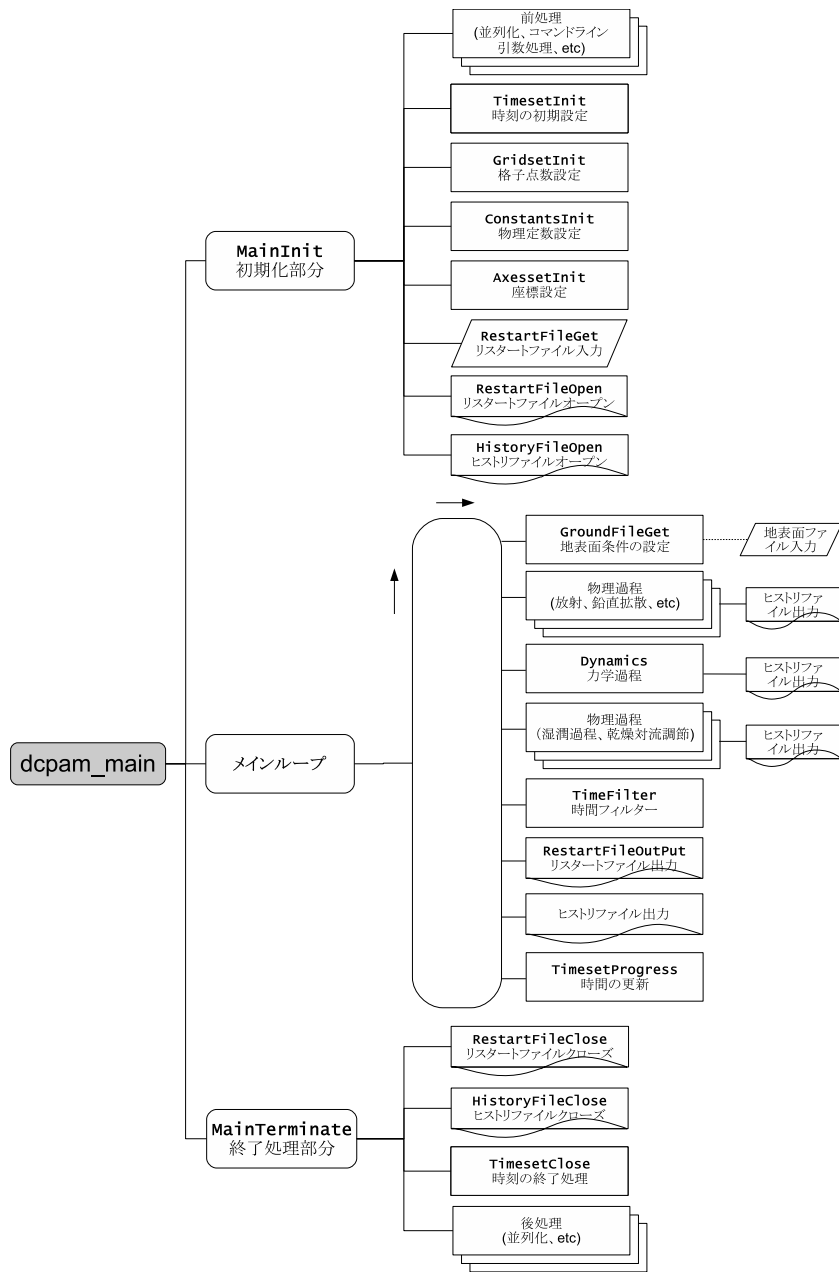 前処理
(並列化、コマンドライン
引数処理、etc)
TimesetInit
時刻の初期設定
GridsetInit
格子点数設定
ConstantsInit
物理定数設定
AxessetInit
座標設定
RestartFileGet
リスタートファイル入力
RestartFileOpen
リスタートファイルオープン
HistoryFileOpen
ヒストリファイルオープン
MainInit
初期化部分
GroundFileGet
地表面条件の設定
地表面ファ
イル入力
物理過程
(放射、鉛直拡散、etc)
ヒストリファ
イル出力
Dynamics
力学過程
ヒストリファ
イル出力
物理過程
(湿潤過程、乾燥対流調節)
ヒストリファ
イル出力
dcpam_main
メインループ
TimeFilter
時間フィルター
RestartFileOutPut
リスタートファイル出力
ヒストリファイル出力
TimesetProgress
時間の更新
RestartFileClose
リスタートファイルクローズ
HistoryFileClose
ヒストリファイルクローズ
MainTerminate
終了処理部分
TimesetClose
時刻の終了処理
後処理
(並列化、etc)